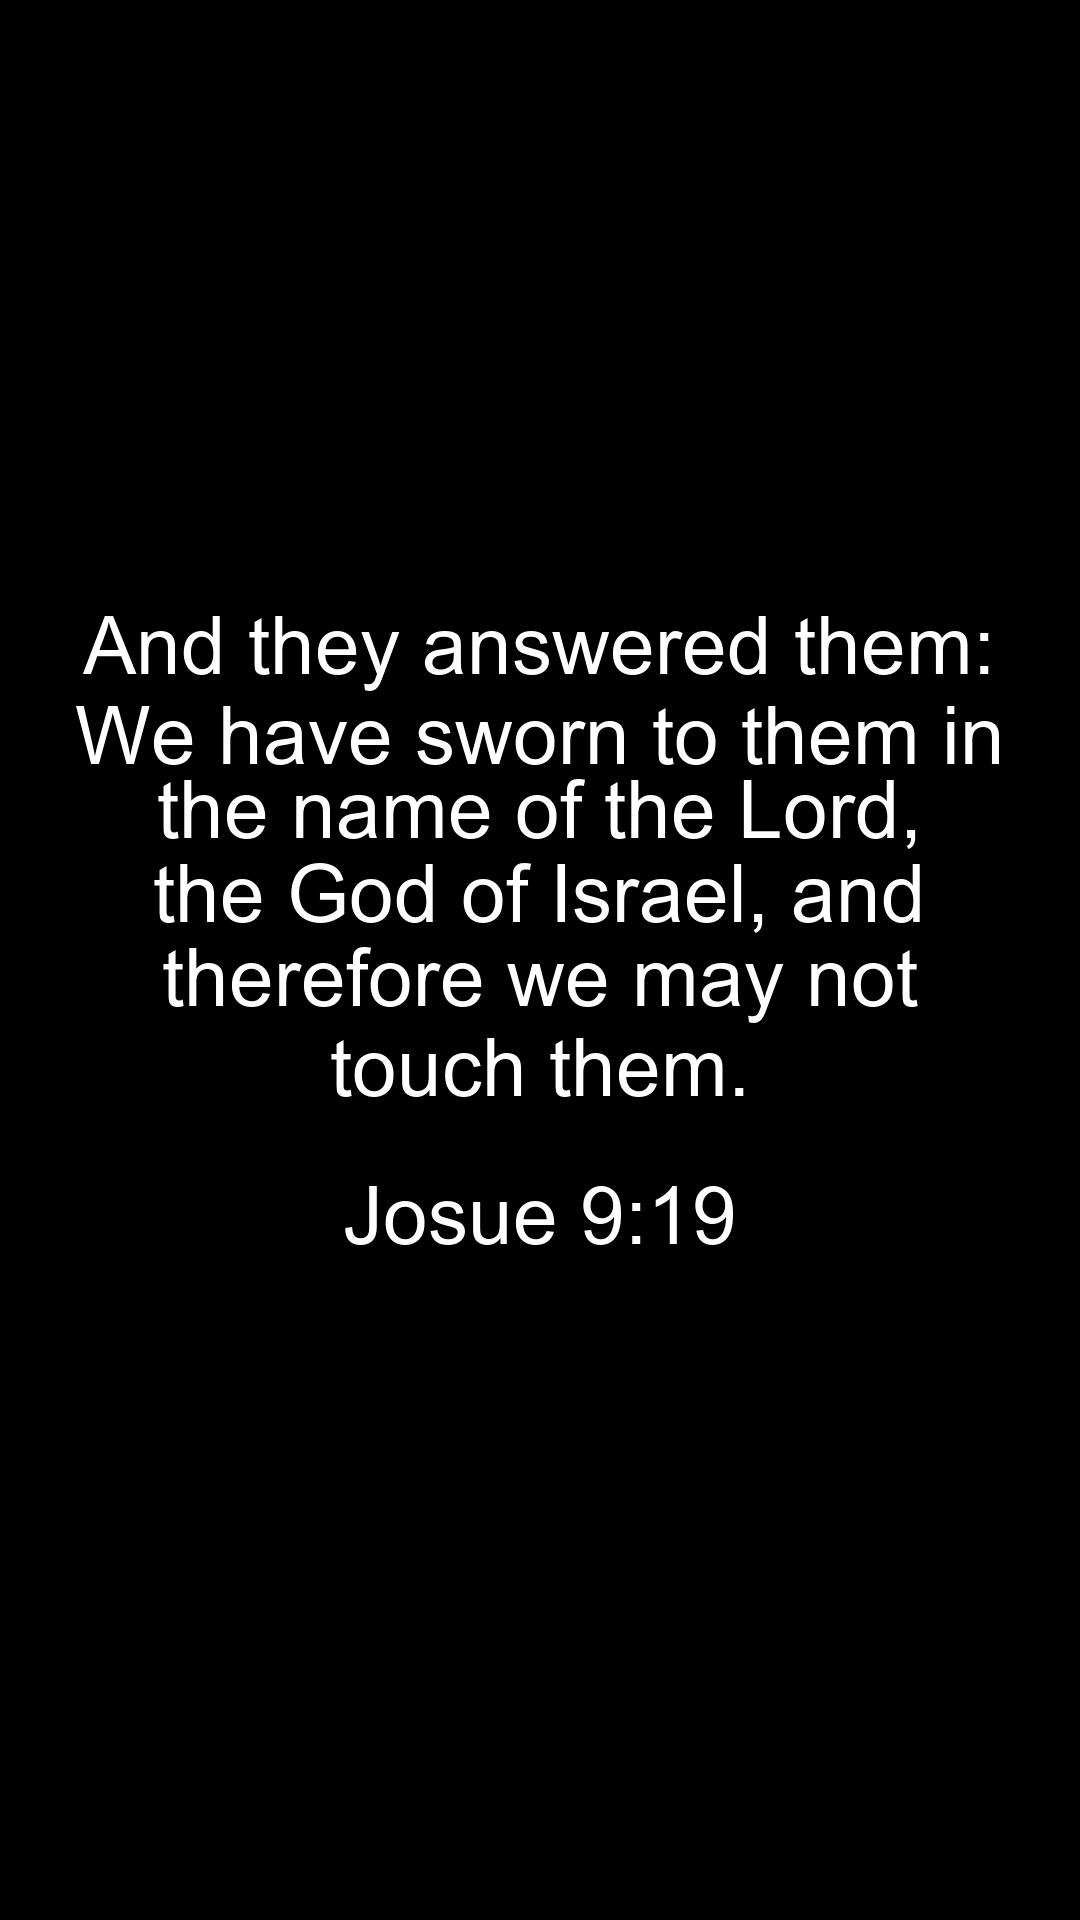 And they answered them:
We have sworn to them in
the name of the Lord,
the God of Israel, and
therefore we may not
touch them.
Josue 9:19